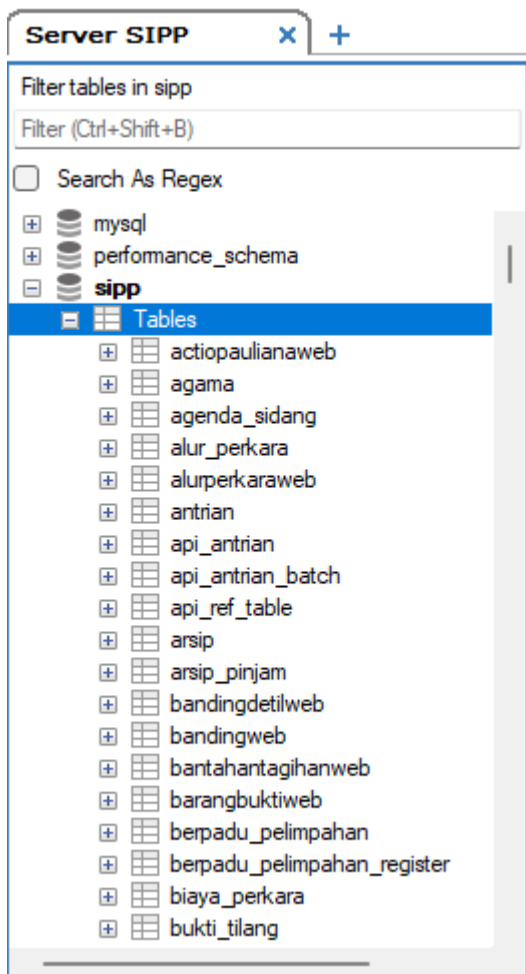 Server SIPP
Filter tables in sipp
Filter (Ctrl+Shift+B)
Search As Regex
mysql
performance_schema
sipp
Tables
actiopaulianaweb
agama
agenda_sidang
alur_perkara
alurperkaraweb
antrian
api_antrian
api_antrian_batch
api_ref_table
arsip
arsip_pinjam
bandingdetilweb
bandingweb
bantahantagihanweb
barangbuktiweb
berpadu_pelimpahan
berpadu_pelimpahan_register
biaya_perkara
bukti_tilang